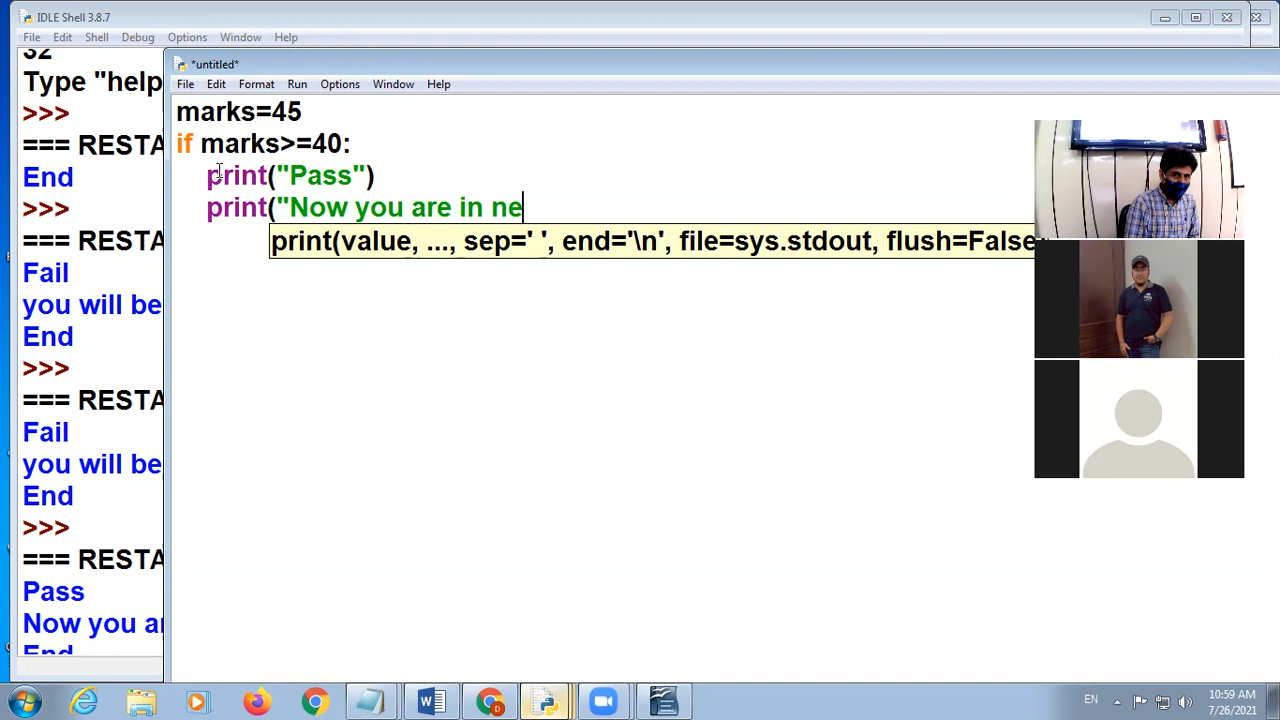 IDLE Shell 3.8.7
File Edit Shell Debug Options Window Help
32
Type "help
>>>
=== RESTA
End
>>>
=== RESTA
Fail
you will be
End
>>>
=== RESTA
Fail
you will be
End
>>>
=== RESTA
Pass
Now you ar
End
*untitled*
File Edit Format Run Options Window Help
marks=45
if marks>=40:
print("Pass")
print("Now you are in ne
print(value, ..., sep=' ', end='\n', file=sys.stdout, flush=False)
EN
10:59 AM
7/26/2021